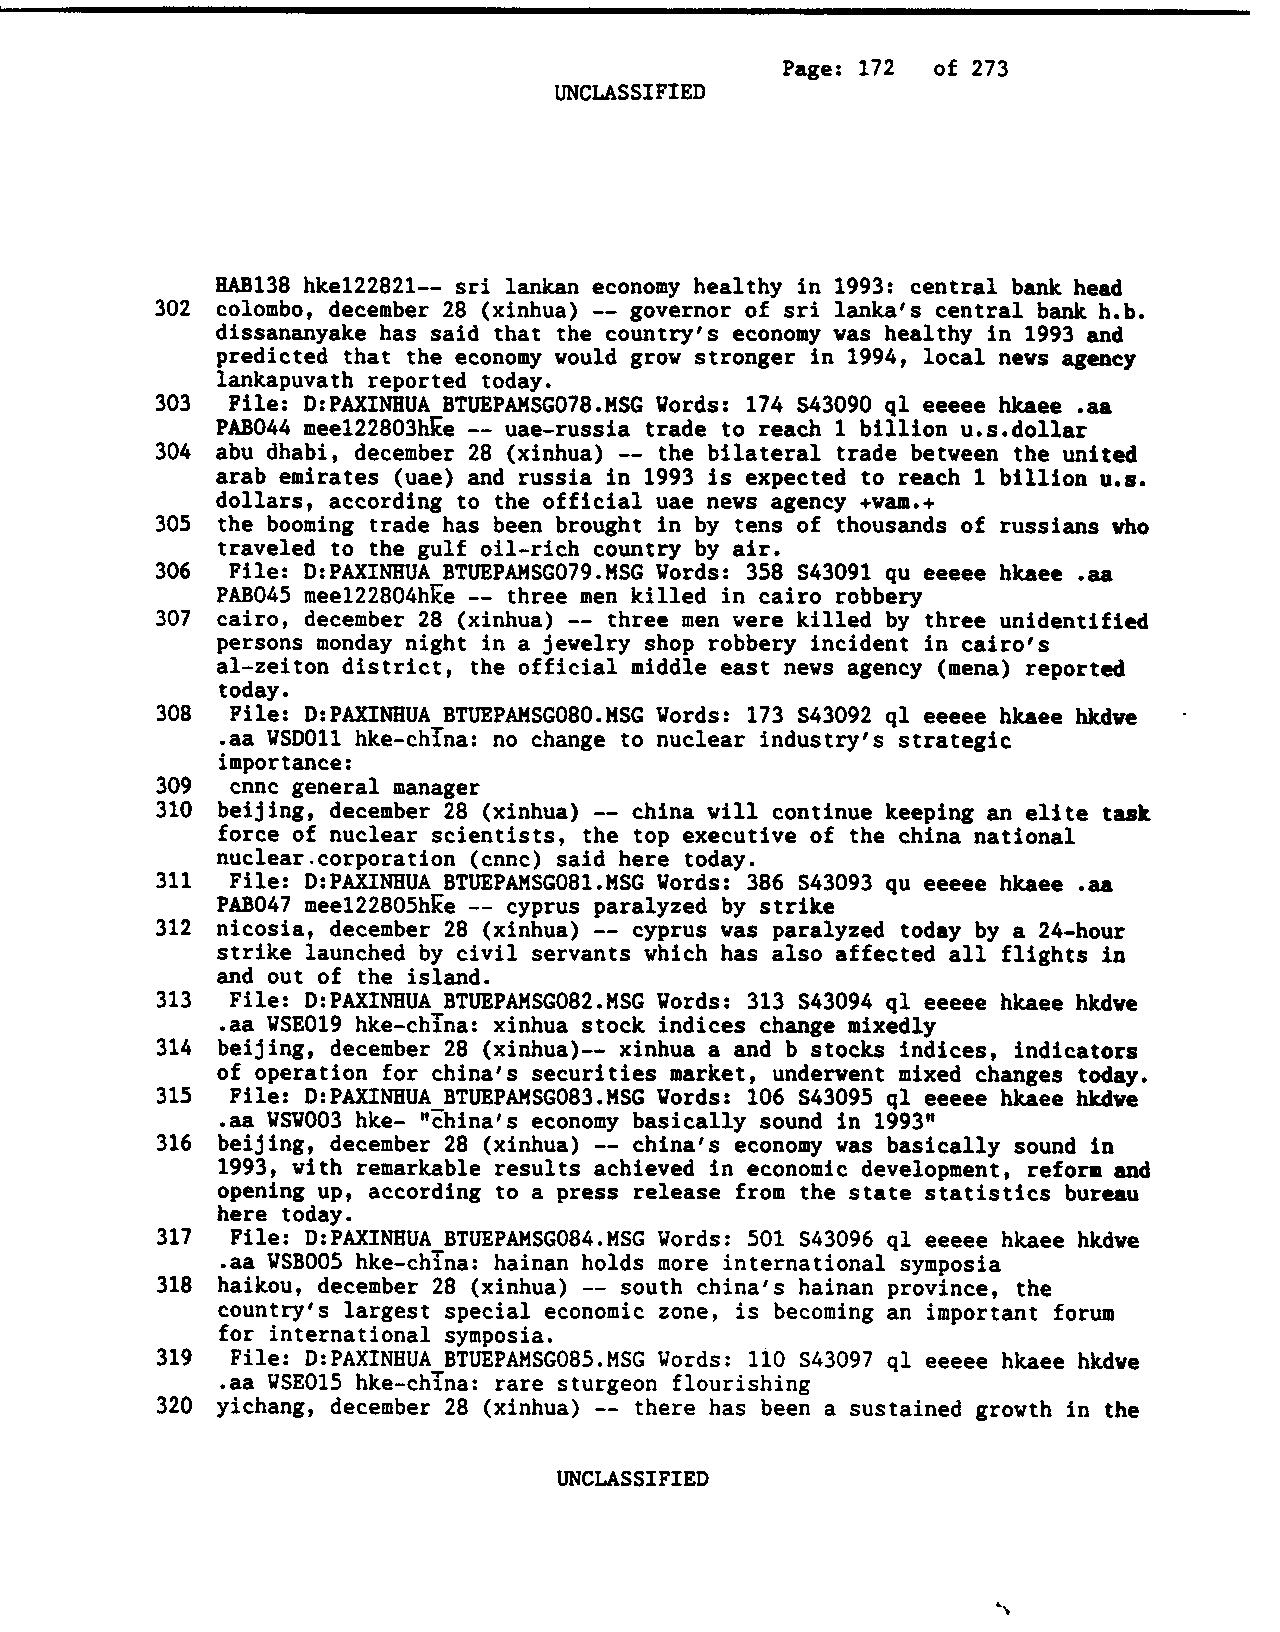 Page: 172 of 273
UNCLASSIFIED
HAB138 hke122821-- sri lankan economy healthy in 1993: central bank head
302 colombo, december 28 (xinhua) -- governor of sri lanka's central bank h.b.
dissananyake has said that the country's economy was healthy in 1993 and
predicted that the economy would grow stronger in 1994, local news agency
lankapuvath reported today.
303 File: D:PAXINHUA_BTUEPAMSG078.MSG Words: 174 S43090 ql eeeee hkaee .aa
PAB044 mee122803hke -- uae-russia trade to reach 1 billion u.s.dollar
304 abu dhabi, december 28 (xinhua) -- the bilateral trade between the united
arab emirates (uae) and russia in 1993 is expected to reach 1 billion u.s.
dollars, according to the official uae news agency +wam.+
305 the booming trade has been brought in by tens of thousands of russians who
traveled to the gulf oil-rich country by air.
306 File: D:PAXINHUA_BTUEPAMSG079.MSG Words: 358 S43091 qu eeeee hkaee .aa
PAB045 mee122804hke -- three men killed in cairo robbery
307 cairo, december 28 (xinhua) -- three men were killed by three unidentified
persons monday night in a jewelry shop robbery incident in cairo's
al-zeiton district, the official middle east news agency (mena) reported
today.
308 File: D:PAXINHUA_BTUEPAMSG080.MSG Words: 173 S43092 ql eeeee hkaee hkdwe
.aa WSD011 hke-china: no change to nuclear industry's strategic
importance:
309 cnnc general manager
310 beijing, december 28 (xinhua) -- china will continue keeping an elite task
force of nuclear scientists, the top executive of the china national
nuclear.corporation (cnnc) said here today.
311 File: D:PAXINHUA_BTUEPAMSG081.MSG Words: 386 S43093 qu eeeee hkaee .aa
PAB047 mee122805hke -- cyprus paralyzed by strike
312 nicosia, december 28 (xinhua) -- cyprus was paralyzed today by a 24-hour
strike launched by civil servants which has also affected all flights in
and out of the island.
313 File: D:PAXINHUA_BTUEPAMSG082.MSG Words: 313 S43094 ql eeeee hkaee hkdwe
.aa WSE019 hke-china: xinhua stock indices change mixedly
314 beijing, december 28 (xinhua)-- xinhua a and b stocks indices, indicators
of operation for china's securities market, underwent mixed changes today.
315 File: D:PAXINHUA_BTUEPAMSG083.MSG Words: 106 S43095 ql eeeee hkaee hkdwe
.aa WSW003 hke- "china's economy basically sound in 1993"
316 beijing, december 28 (xinhua) -- china's economy was basically sound in
1993, with remarkable results achieved in economic development, reform and
opening up, according to a press release from the state statistics bureau
here today.
317 File: D:PAXINHUA_BTUEPAMSG084.MSG Words: 501 S43096 ql eeeee hkaee hkdwe
.aa WSB005 hke-china: hainan holds more international symposia
318 haikou, december 28 (xinhua) -- south china's hainan province, the
country's largest special economic zone, is becoming an important forum
for international symposia.
319 File: D:PAXINHUA_BTUEPAMSG085.MSG Words: 110 S43097 ql eeeee hkaee hkdwe
.aa WSE015 hke-china: rare sturgeon flourishing
320 yichang, december 28 (xinhua) -- there has been a sustained growth in the
UNCLASSIFIED